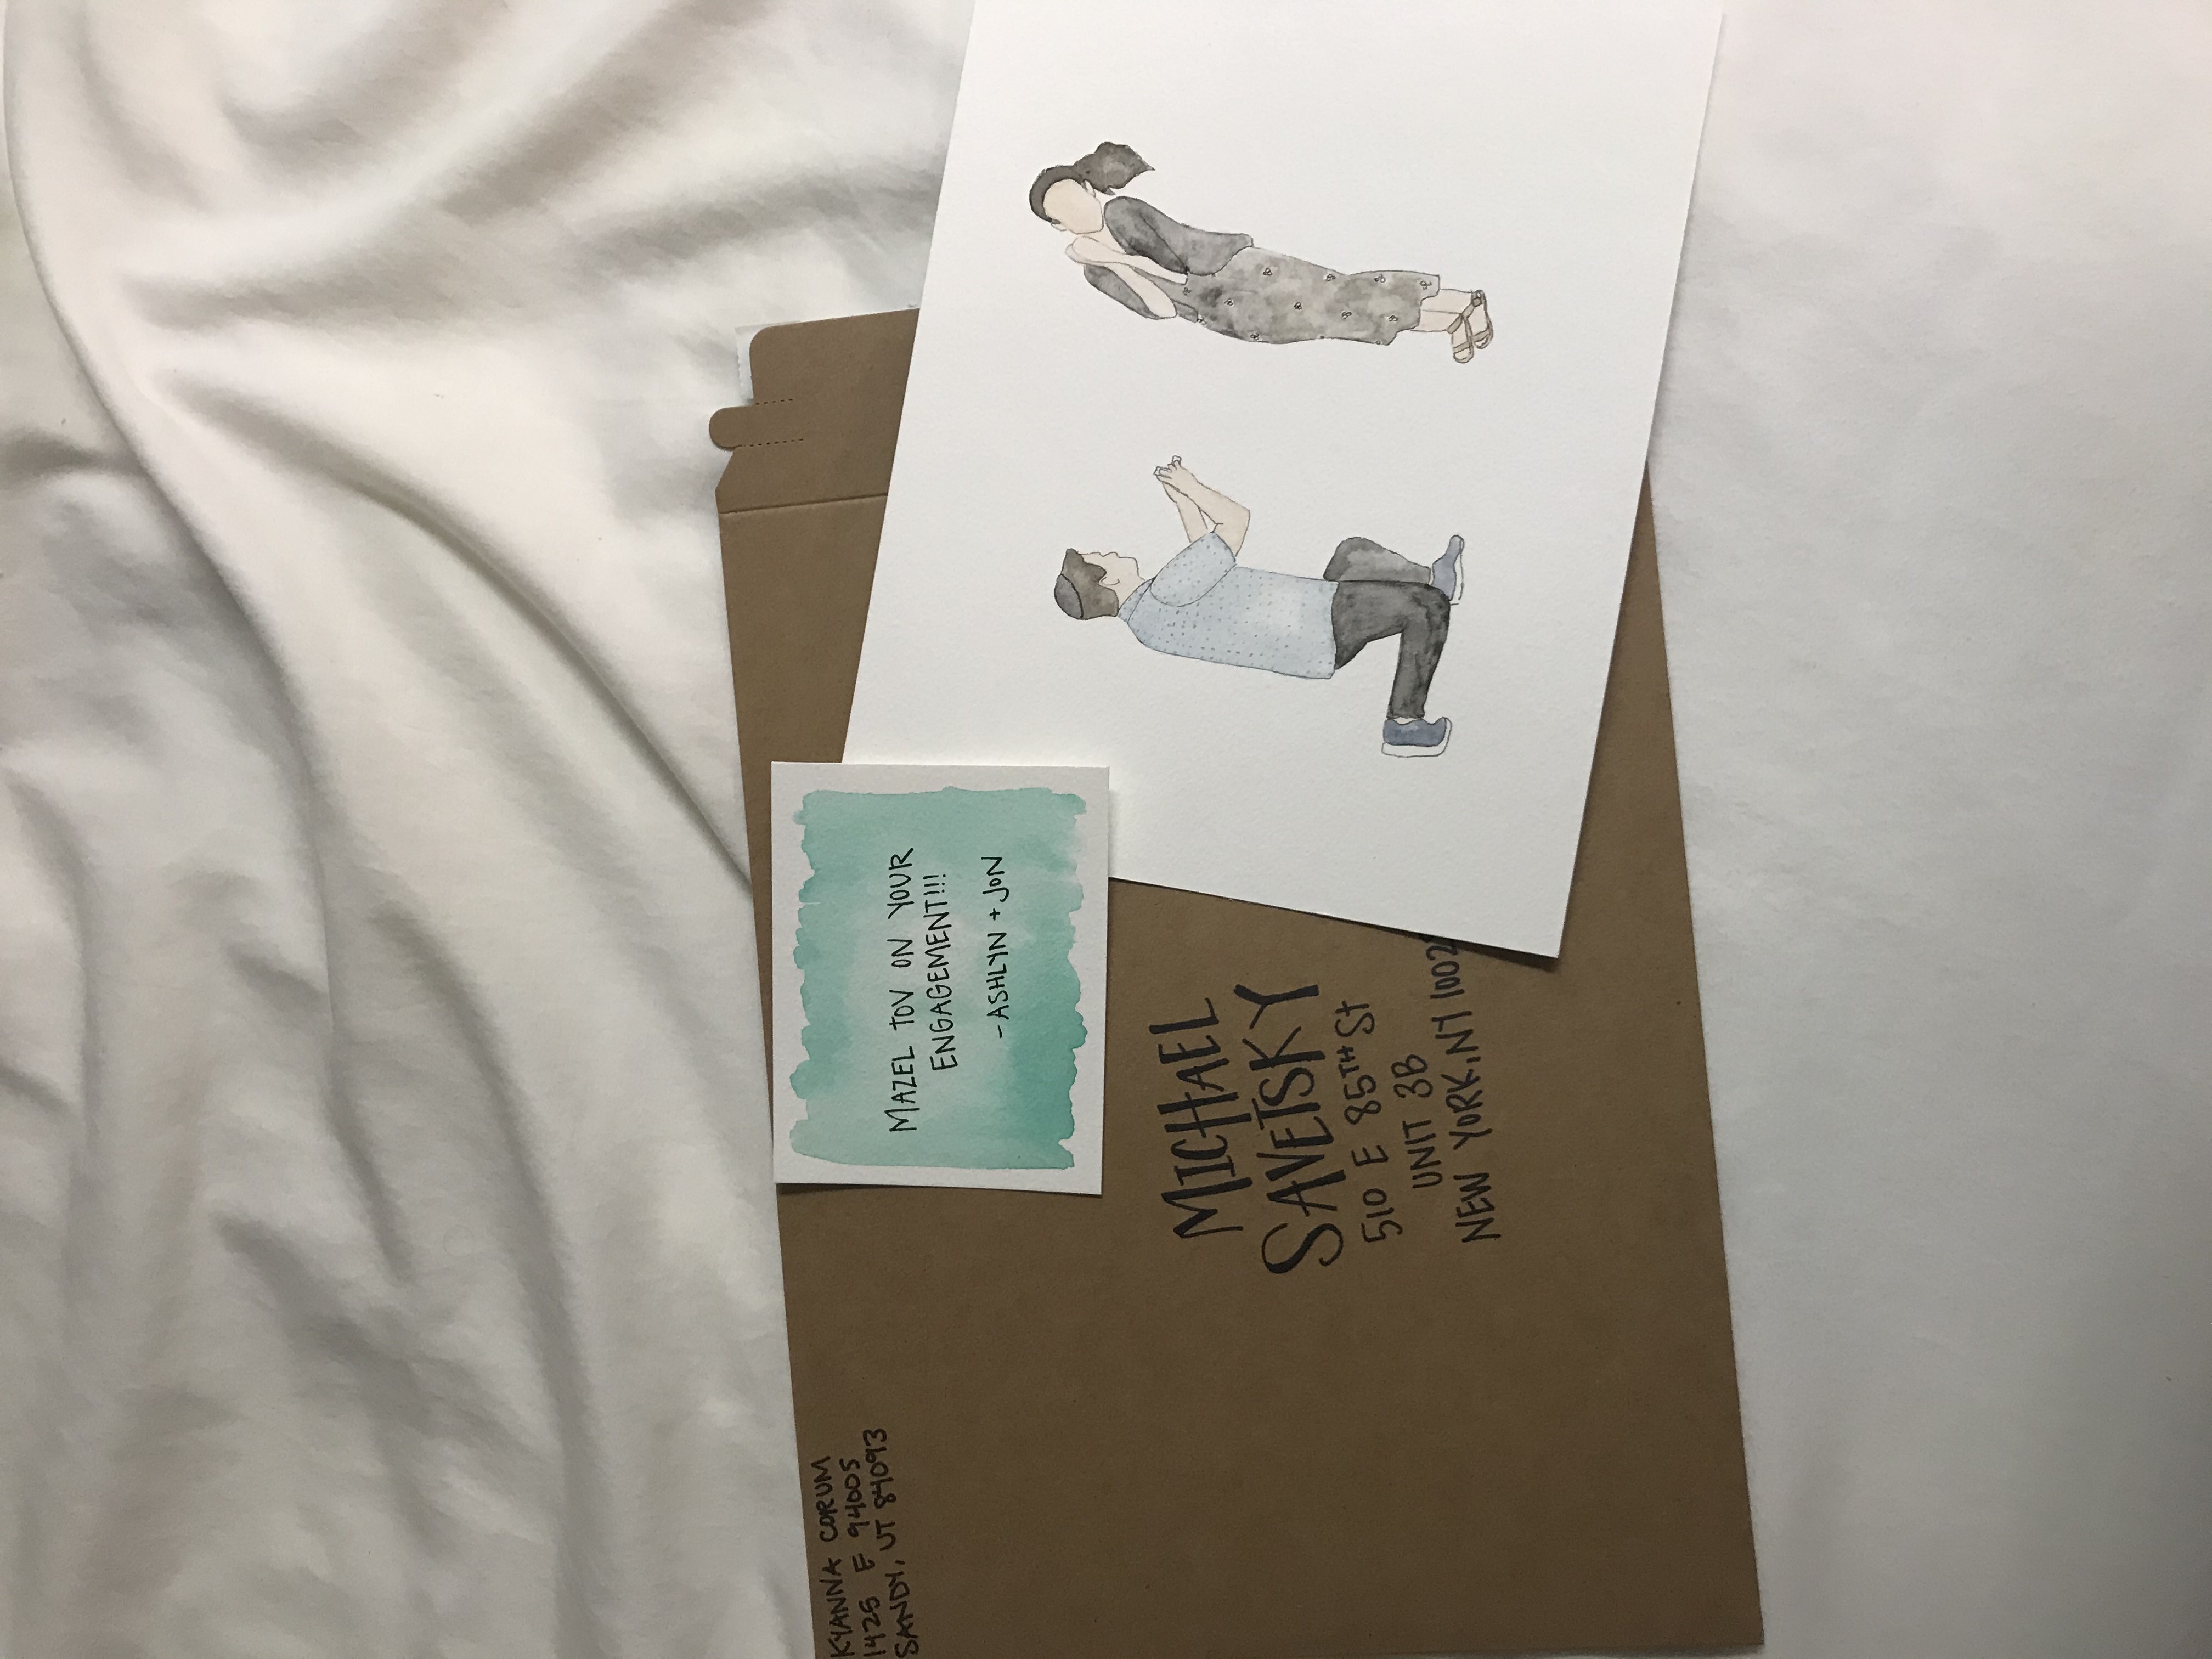 KYANNA CORUM
1425 E 9400S
SANDY, UT 84093
MAZEL TOV ON YOUR
ENGAGEMENT!!!
-ASHLYN + JON
MICHAEL
SAVETSKY
510 E 85TH St
UNIT 3B
NEW YORK, NY